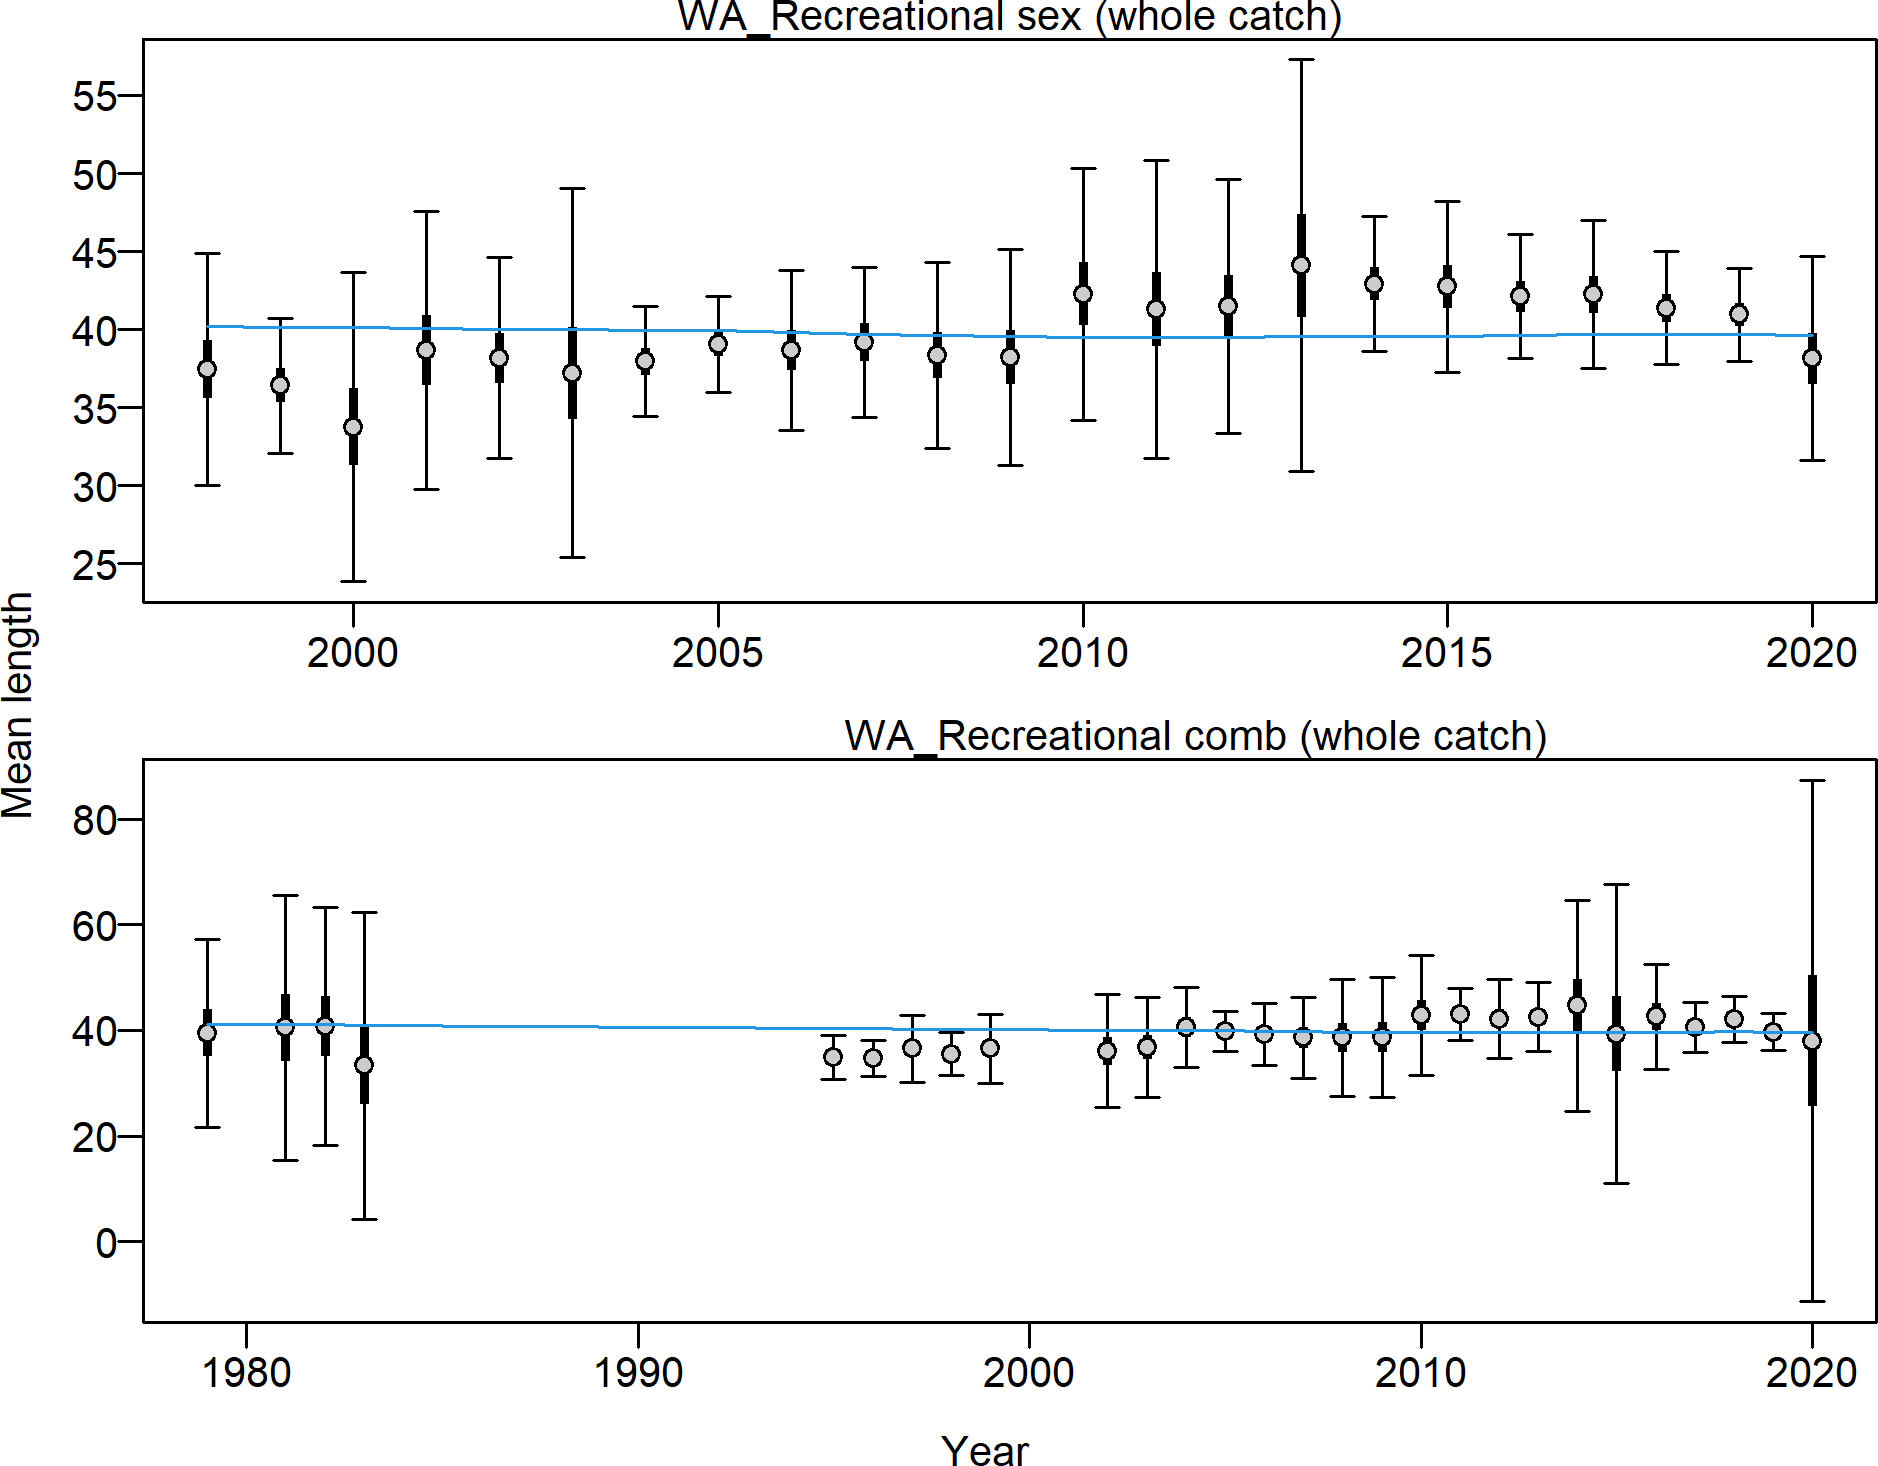 WA_Recreational sex (whole catch)
55
50
45
40
35
30
25
2000 2005 2010 2015 2020
Mean length
WA_Recreational comb (whole catch)
80
60
40
20
0
1980 1990 2000 2010 2020
Year